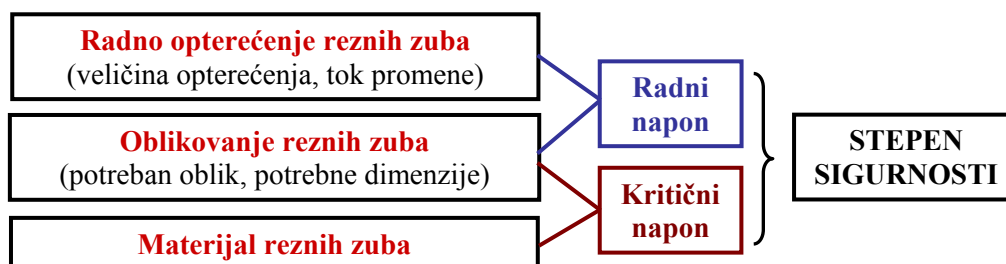 Radno opterećenje reznih zuba
(veličina opterećenja, tok promene)
Oblikovanje reznih zuba
(potreban oblik, potrebne dimenzije)
Materijal reznih zuba
Radni
napon
Kritični
napon
STEPEN
SIGURNOSTI